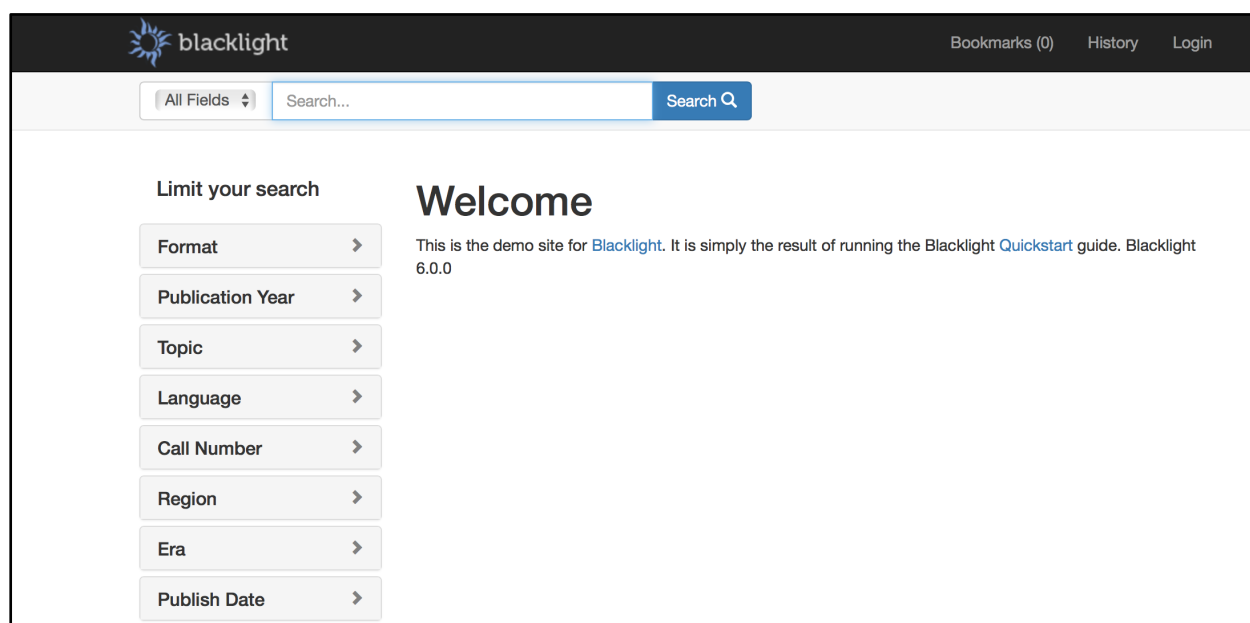 blacklight
Bookmarks (0) History Login
All Fields Search... Search
Limit your search
Format
Publication Year
Topic
Language
Call Number
Region
Era
Publish Date
Welcome
This is the demo site for Blacklight. It is simply the result of running the Blacklight Quickstart guide. Blacklight
6.0.0